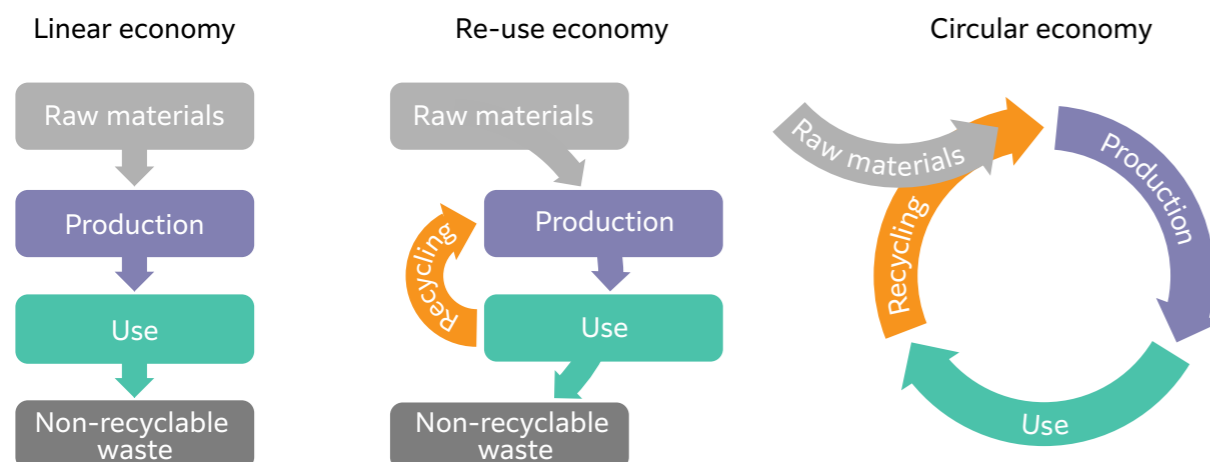 Linear economy
Raw materials
Production
Use
Non-recyclable
waste
Re-use economy
Raw materials
Production
Recycling
Use
Non-recyclable
waste
Circular economy
Raw materials
Production
Recycling
Use